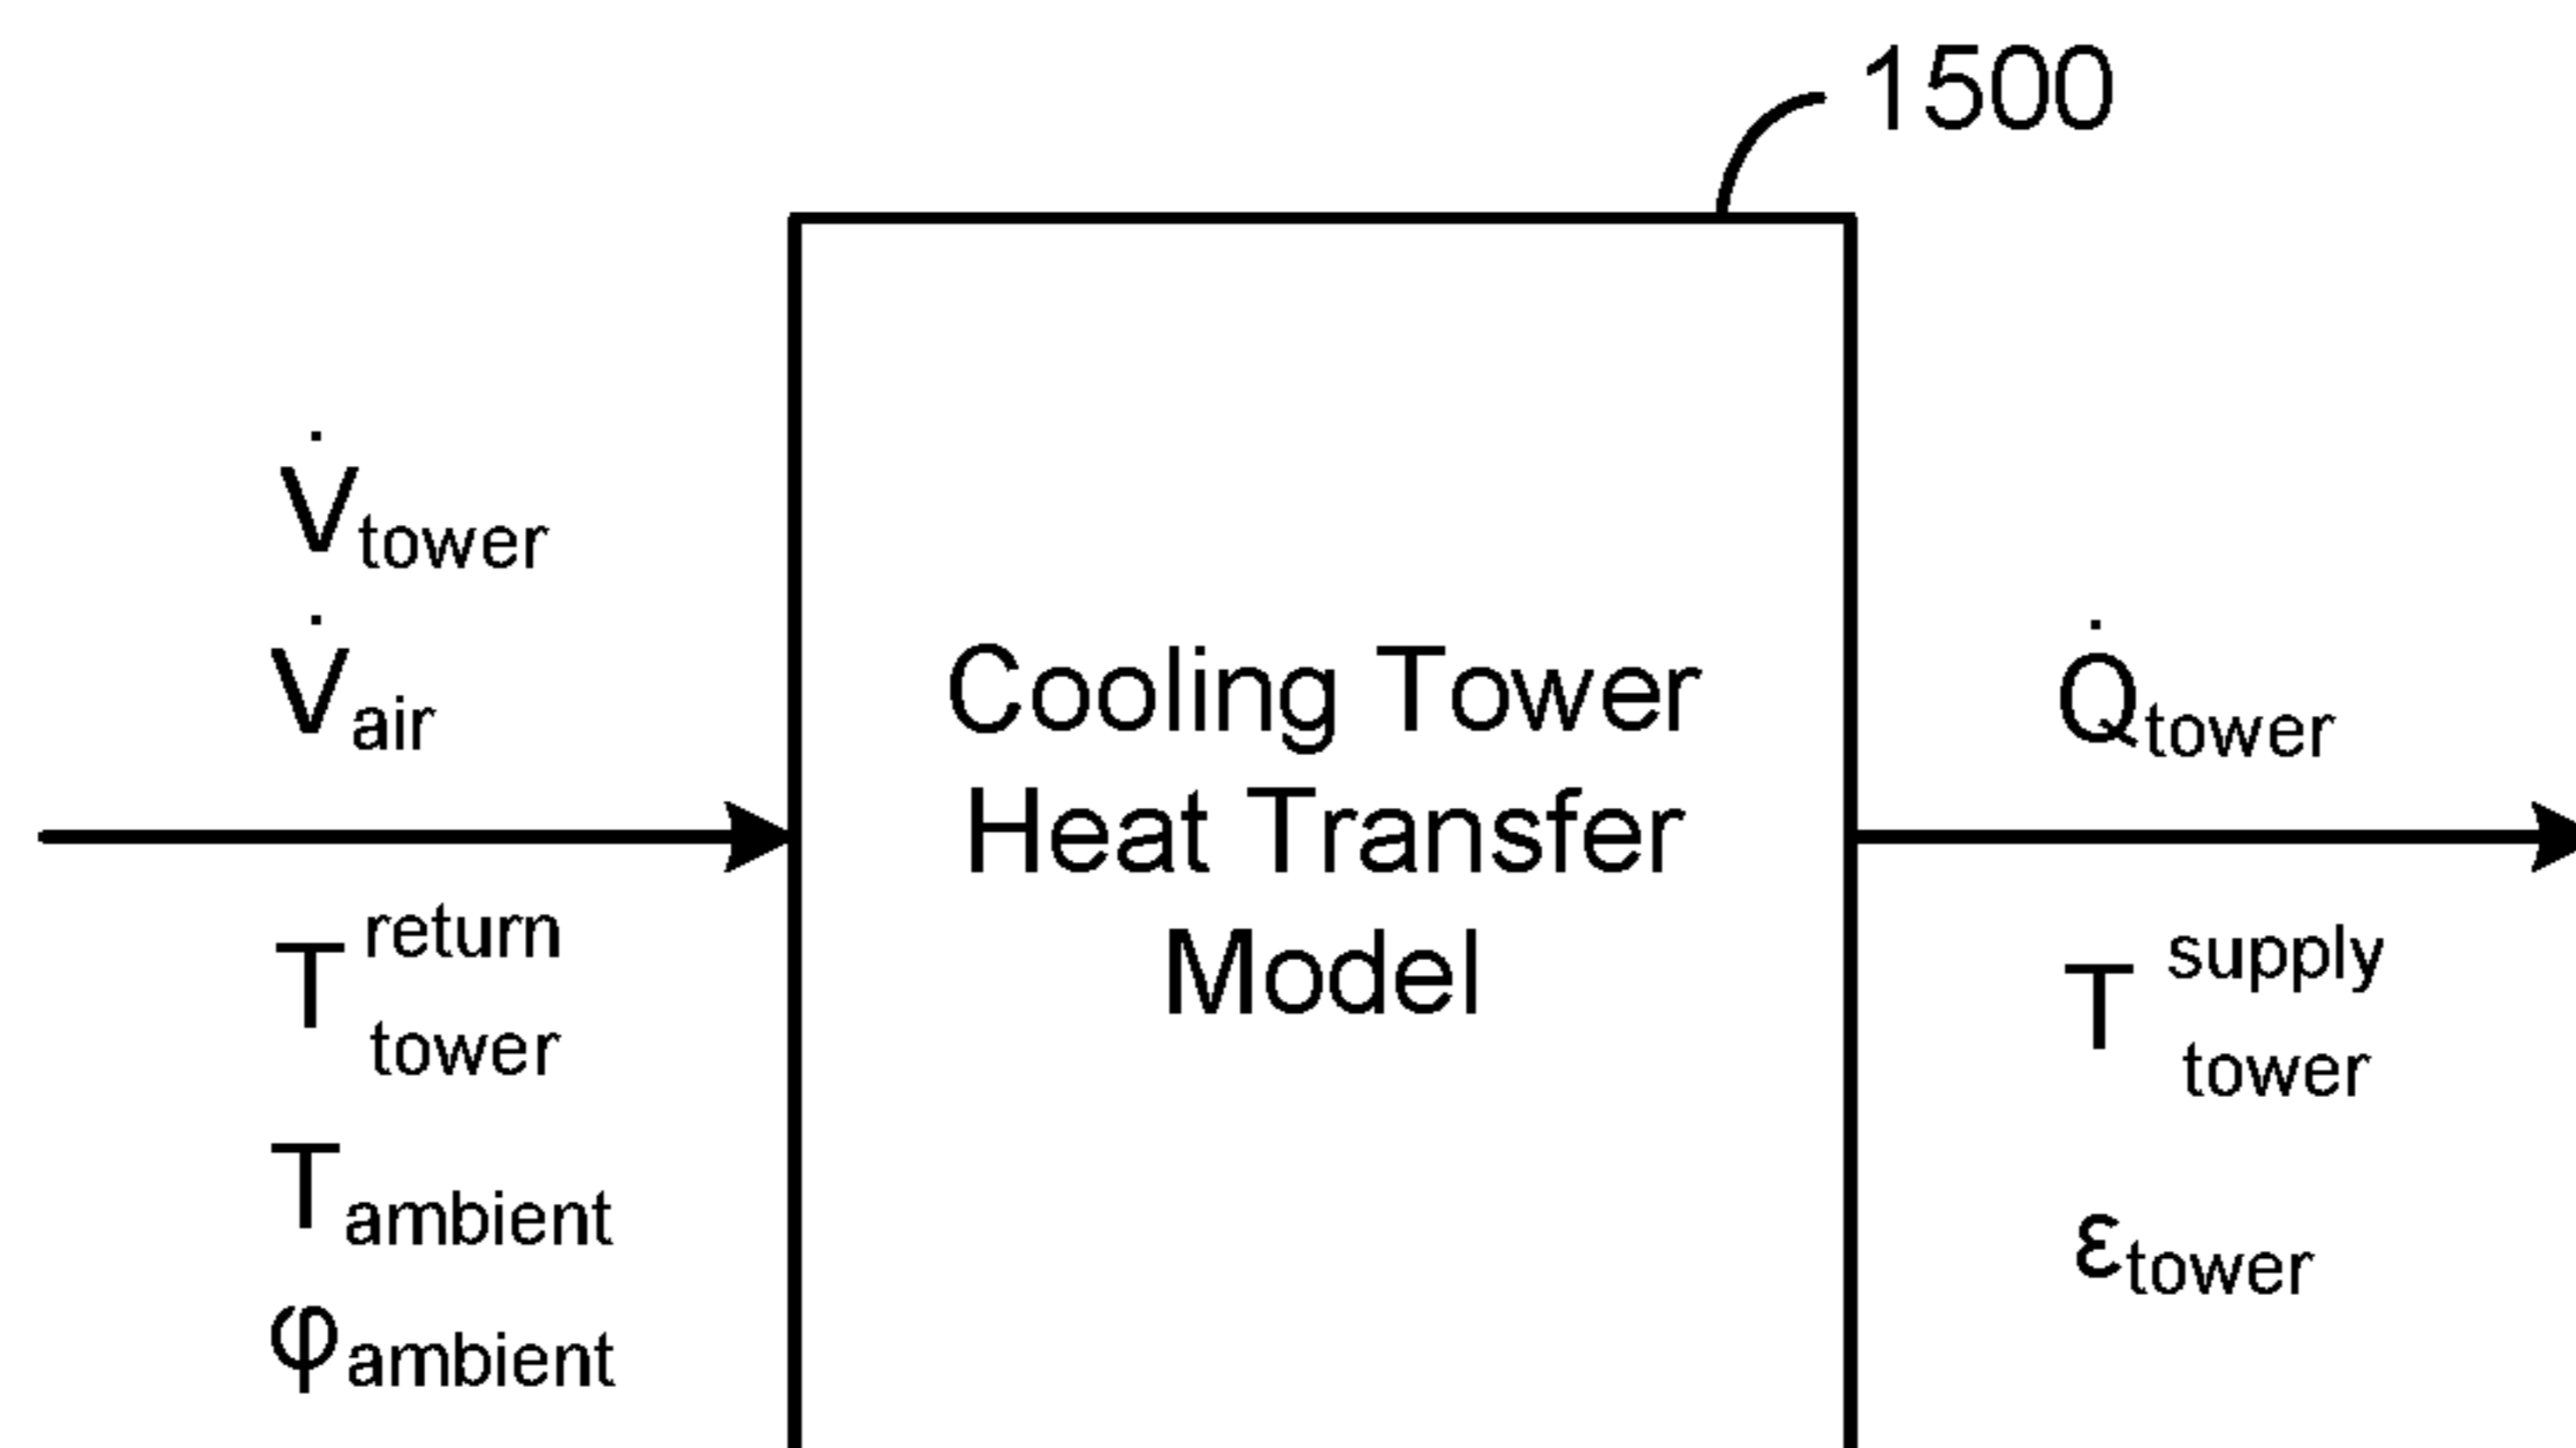 1500
V̇tower
V̇air
T return tower
Tambient
φambient
Cooling Tower
Heat Transfer
Model
Q̇tower
T supply tower
εtower